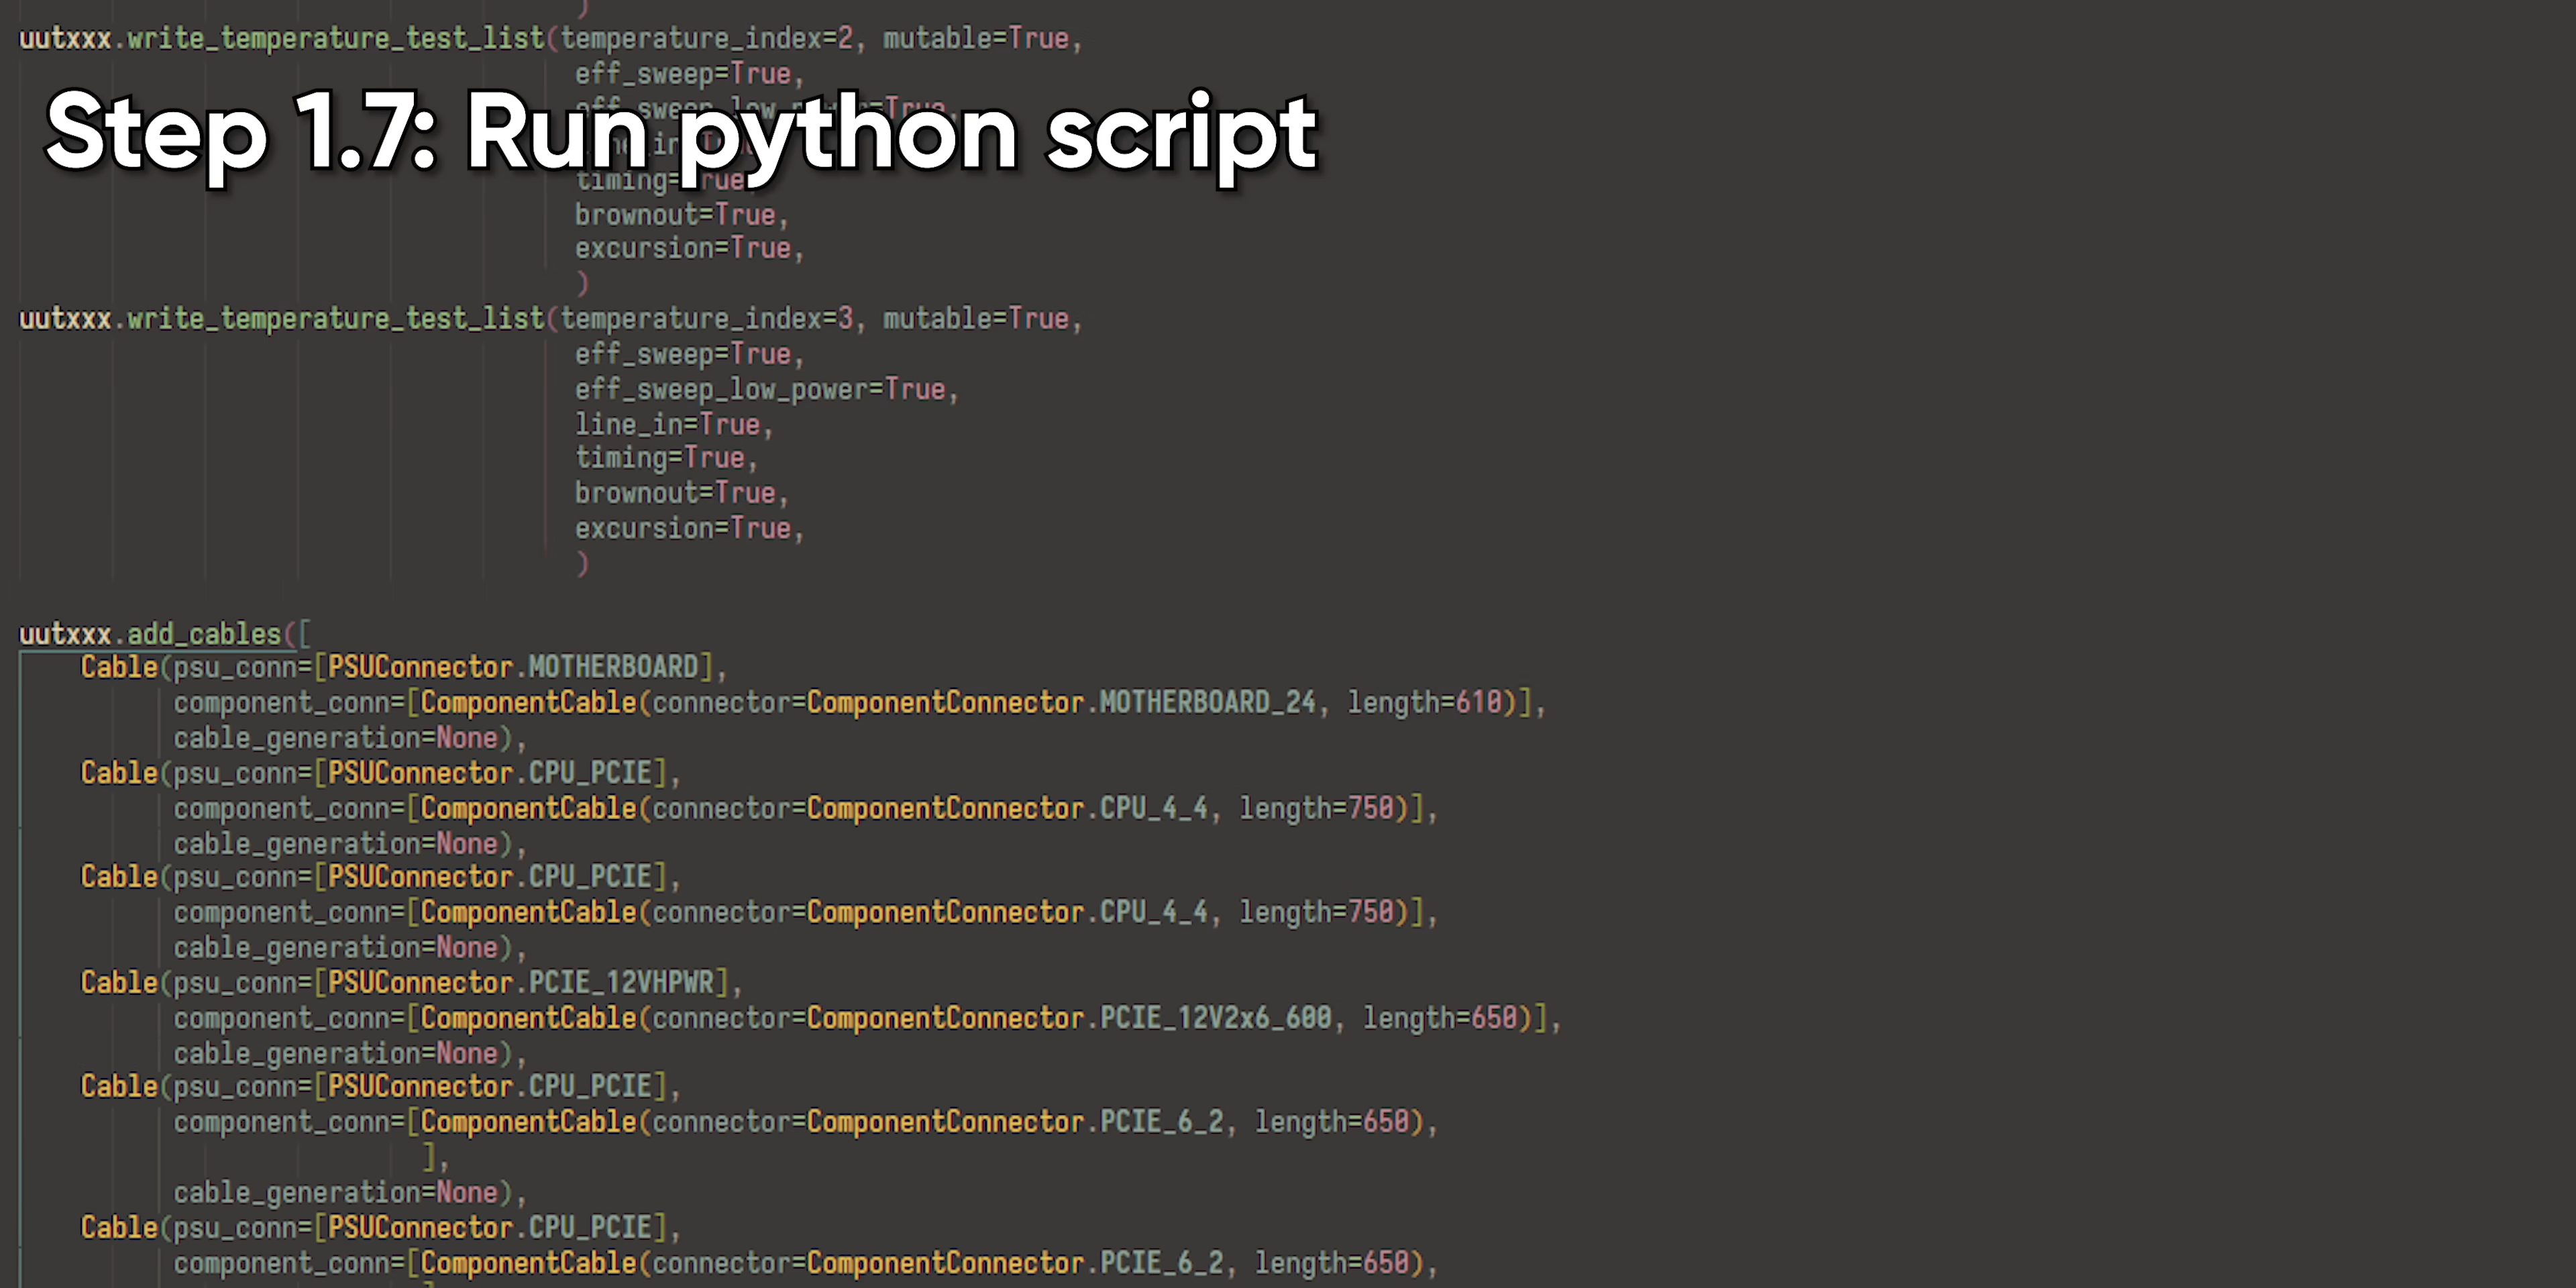 )
uutxxx.write_temperature_test_list(temperature_index=2, mutable=True,
eff_sweep=True,
eff_sweep_low_power=True,
Step 1.7: Run python script
timing=True,
brownout=True,
excursion=True,
)
uutxxx.write_temperature_test_list(temperature_index=3, mutable=True,
eff_sweep=True,
eff_sweep_low_power=True,
line_in=True,
timing=True,
brownout=True,
excursion=True,
)
uutxxx.add_cables([
Cable(psu_conn=[PSUConnector.MOTHERBOARD],
component_conn=[ComponentCable(connector=ComponentConnector.MOTHERBOARD_24, length=610)],
cable_generation=None),
Cable(psu_conn=[PSUConnector.CPU_PCIE],
component_conn=[ComponentCable(connector=ComponentConnector.CPU_4_4, length=750)],
cable_generation=None),
Cable(psu_conn=[PSUConnector.CPU_PCIE],
component_conn=[ComponentCable(connector=ComponentConnector.CPU_4_4, length=750)],
cable_generation=None),
Cable(psu_conn=[PSUConnector.PCIE_12VHPWR],
component_conn=[ComponentCable(connector=ComponentConnector.PCIE_12V2x6_600, length=650)],
cable_generation=None),
Cable(psu_conn=[PSUConnector.CPU_PCIE],
component_conn=[ComponentCable(connector=ComponentConnector.PCIE_6_2, length=650),
],
cable_generation=None),
Cable(psu_conn=[PSUConnector.CPU_PCIE],
component_conn=[ComponentCable(connector=ComponentConnector.PCIE_6_2, length=650),